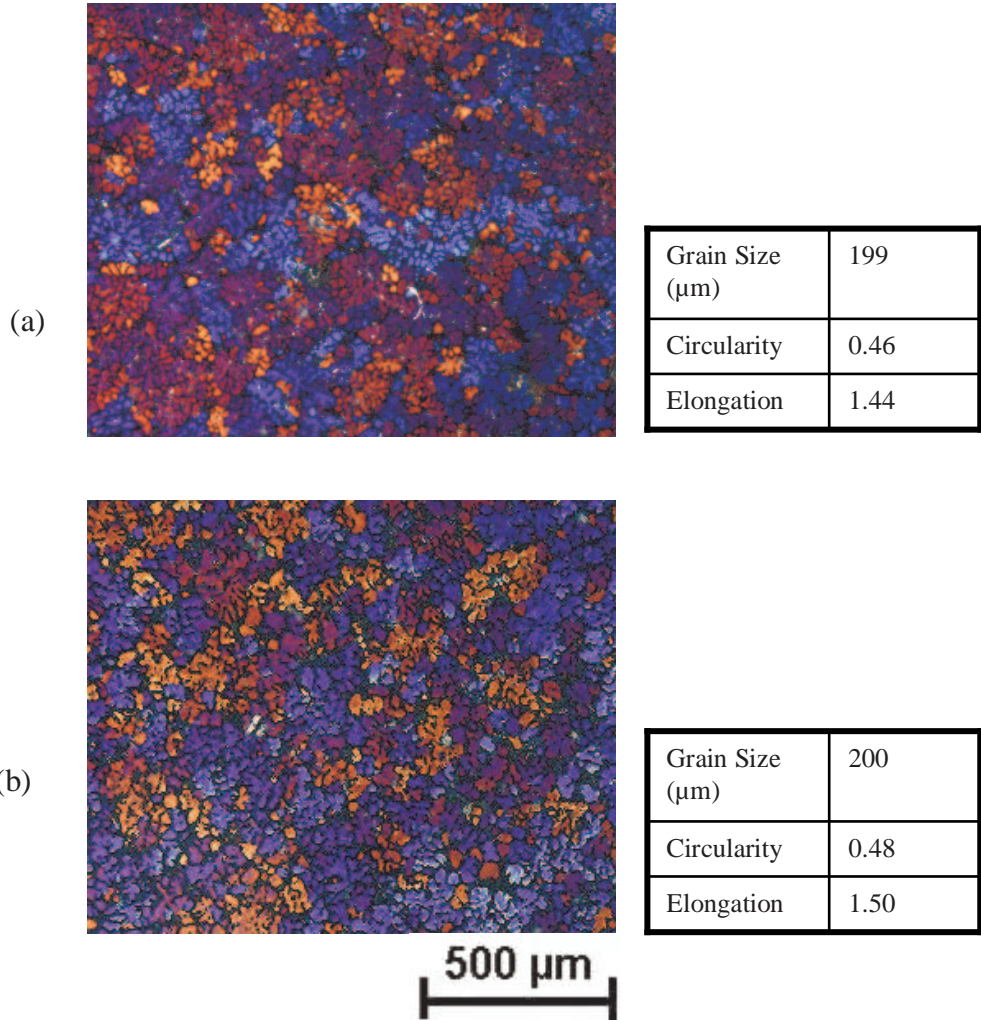 (a)
Grain Size
(µm)
199
Circularity
0.46
Elongation
1.44
(b)
Grain Size
(µm)
200
Circularity
0.48
Elongation
1.50
500 µm